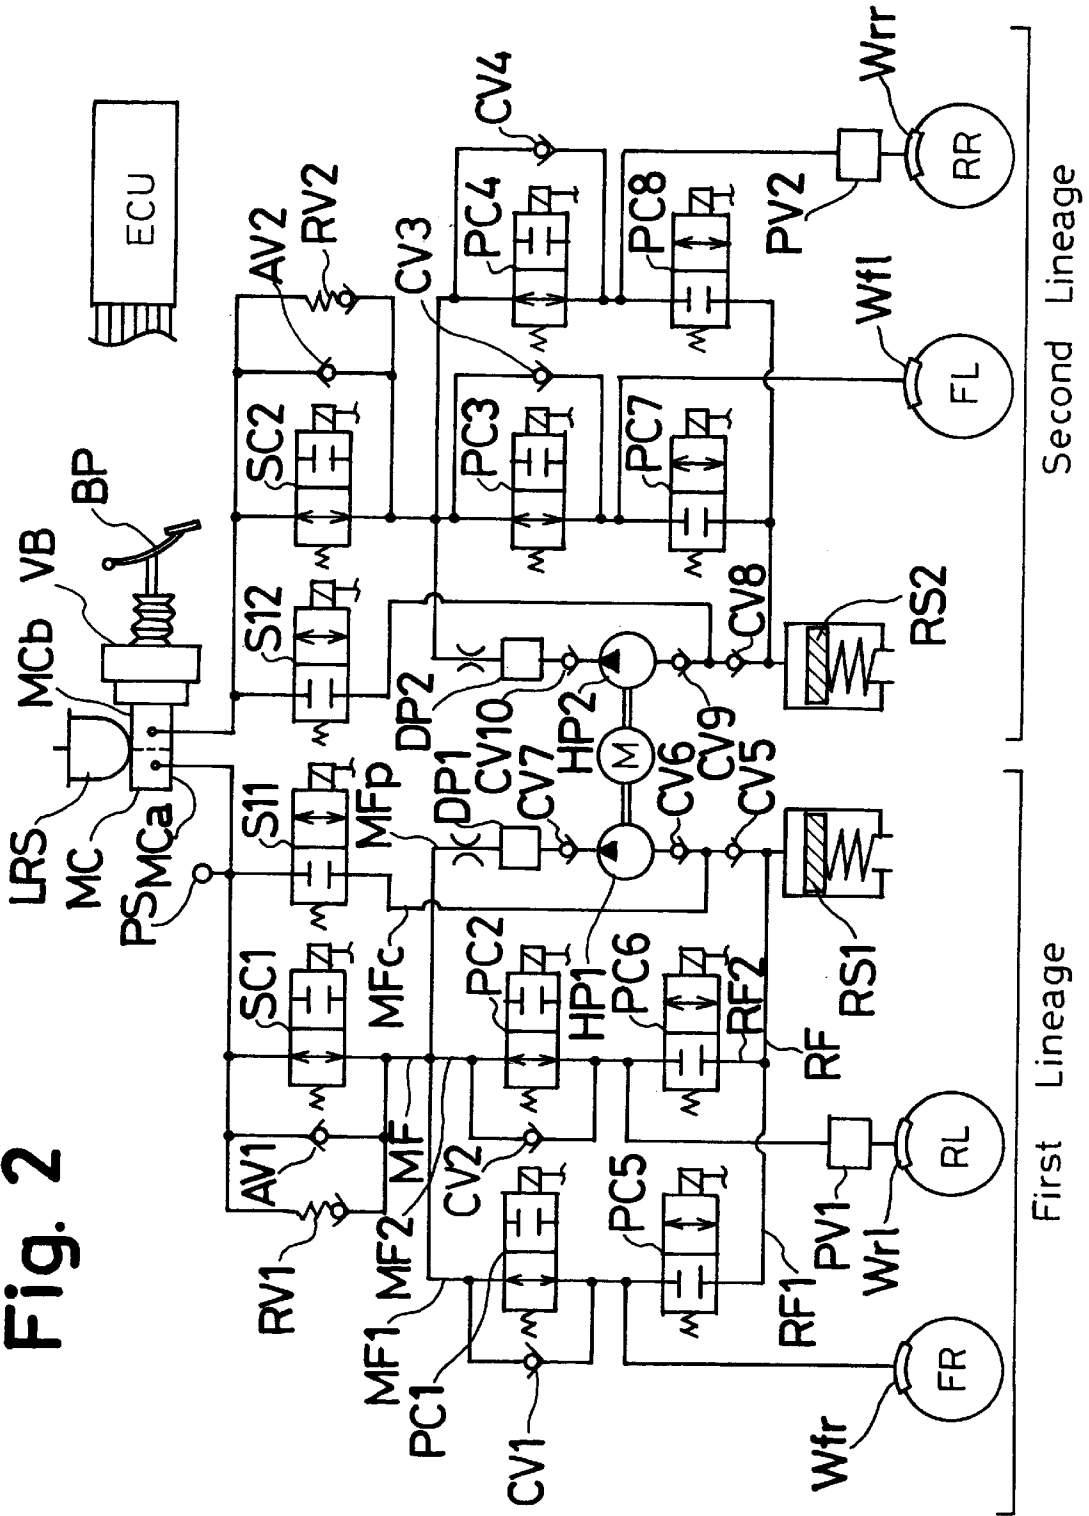 Fig. 2
ECU
LRS
MC
PS
MCa
MCb
VB
BP
RV1
AV1
SC1
SI1
SI2
SC2
AV2
RV2
MF1
MF2
MF
MFc
MFp
DP1
DP2
CV3
CV4
PC1
CV1
CV2
PC2
HP1
CV7
CV10
HP2
PC3
PC4
PC5
PC6
RF2
CV6
CV9
CV5
CV8
PC7
PC8
RF1
RF
RS1
RS2
PV1
PV2
Wfr
Wrl
Wfl
Wrr
M
FR
RL
FL
RR
First Lineage
Second Lineage